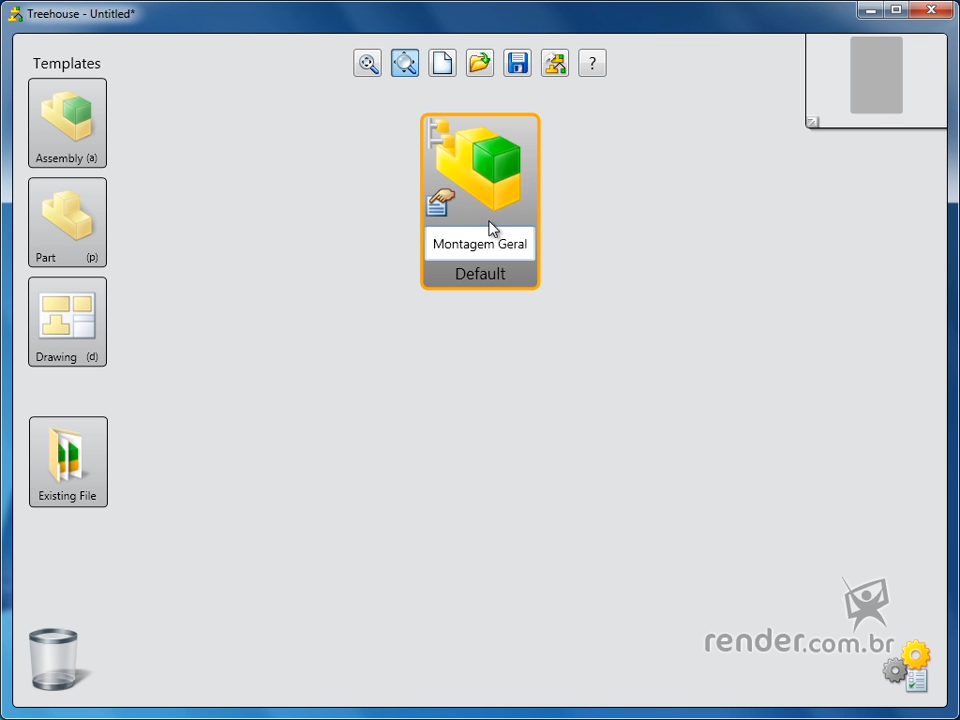 Treehouse - Untitled*
Templates
?
Assembly (a)
Part (p)
Drawing (d)
Existing File
Montagem Geral
Default
render.com.br